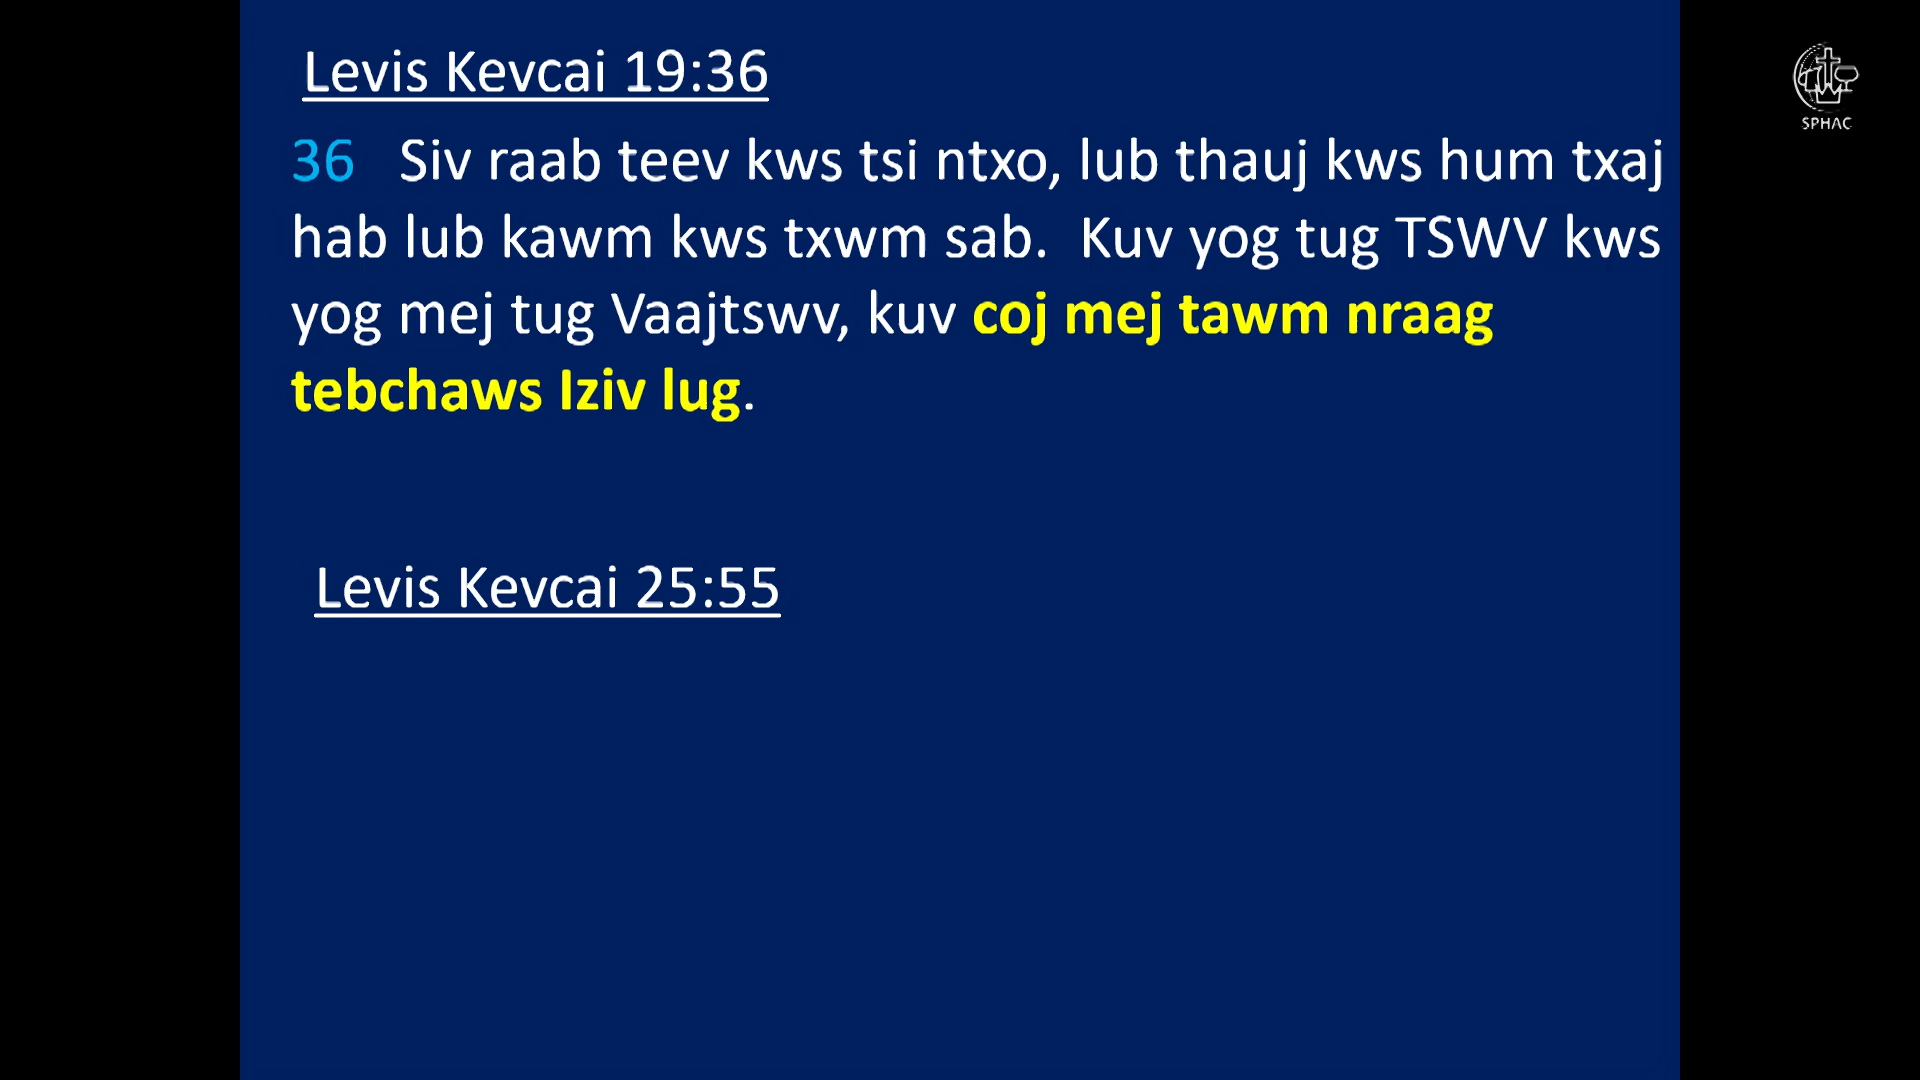 Levis Kevcai 19:36
36 Siv raab teev kws tsi ntxo, lub thauj kws hum txaj
hab lub kawm kws txwm sab. Kuv yog tug TSWV kws
yog mej tug Vaajtswv, kuv coj mej tawm nraag
tebchaws Iziv lug.
Levis Kevcai 25:55
SPHAC